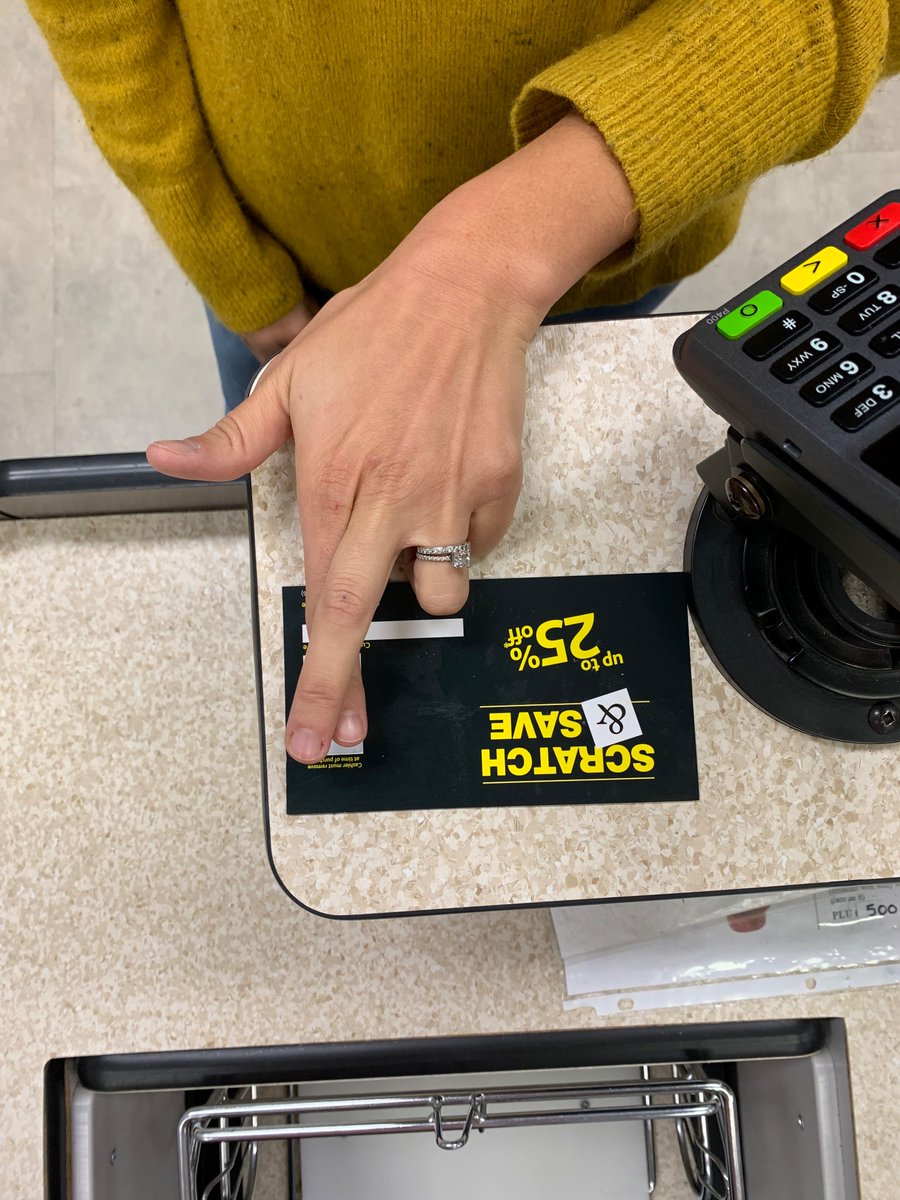 SCRATCH
& SAVE
up to
25%
off*
Cashier must remove
at time of
X
<
O
P400
0-SP
#
8 TUV
9 WXY
6 MNO
3 DEF
PLU# 500